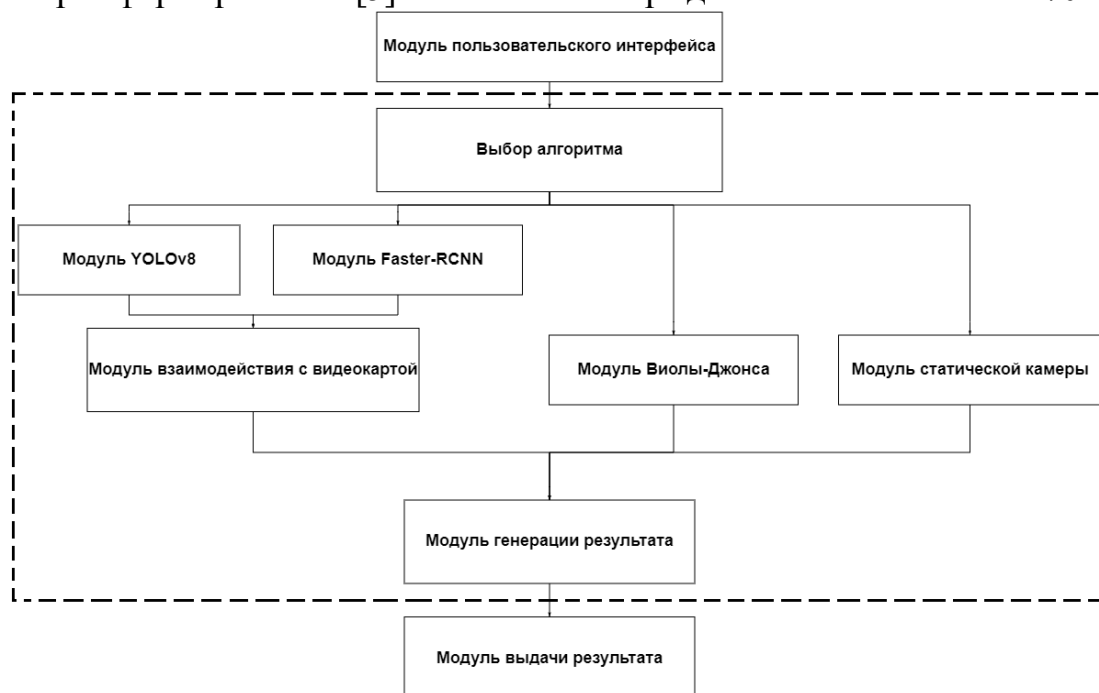 Модуль пользовательского интерфейса
Выбор алгоритма
Модуль YOLOv8
Модуль Faster-RCNN
Модуль взаимодействия с видеокартой
Модуль Виолы-Джонса
Модуль статической камеры
Модуль генерации результата
Модуль выдачи результата